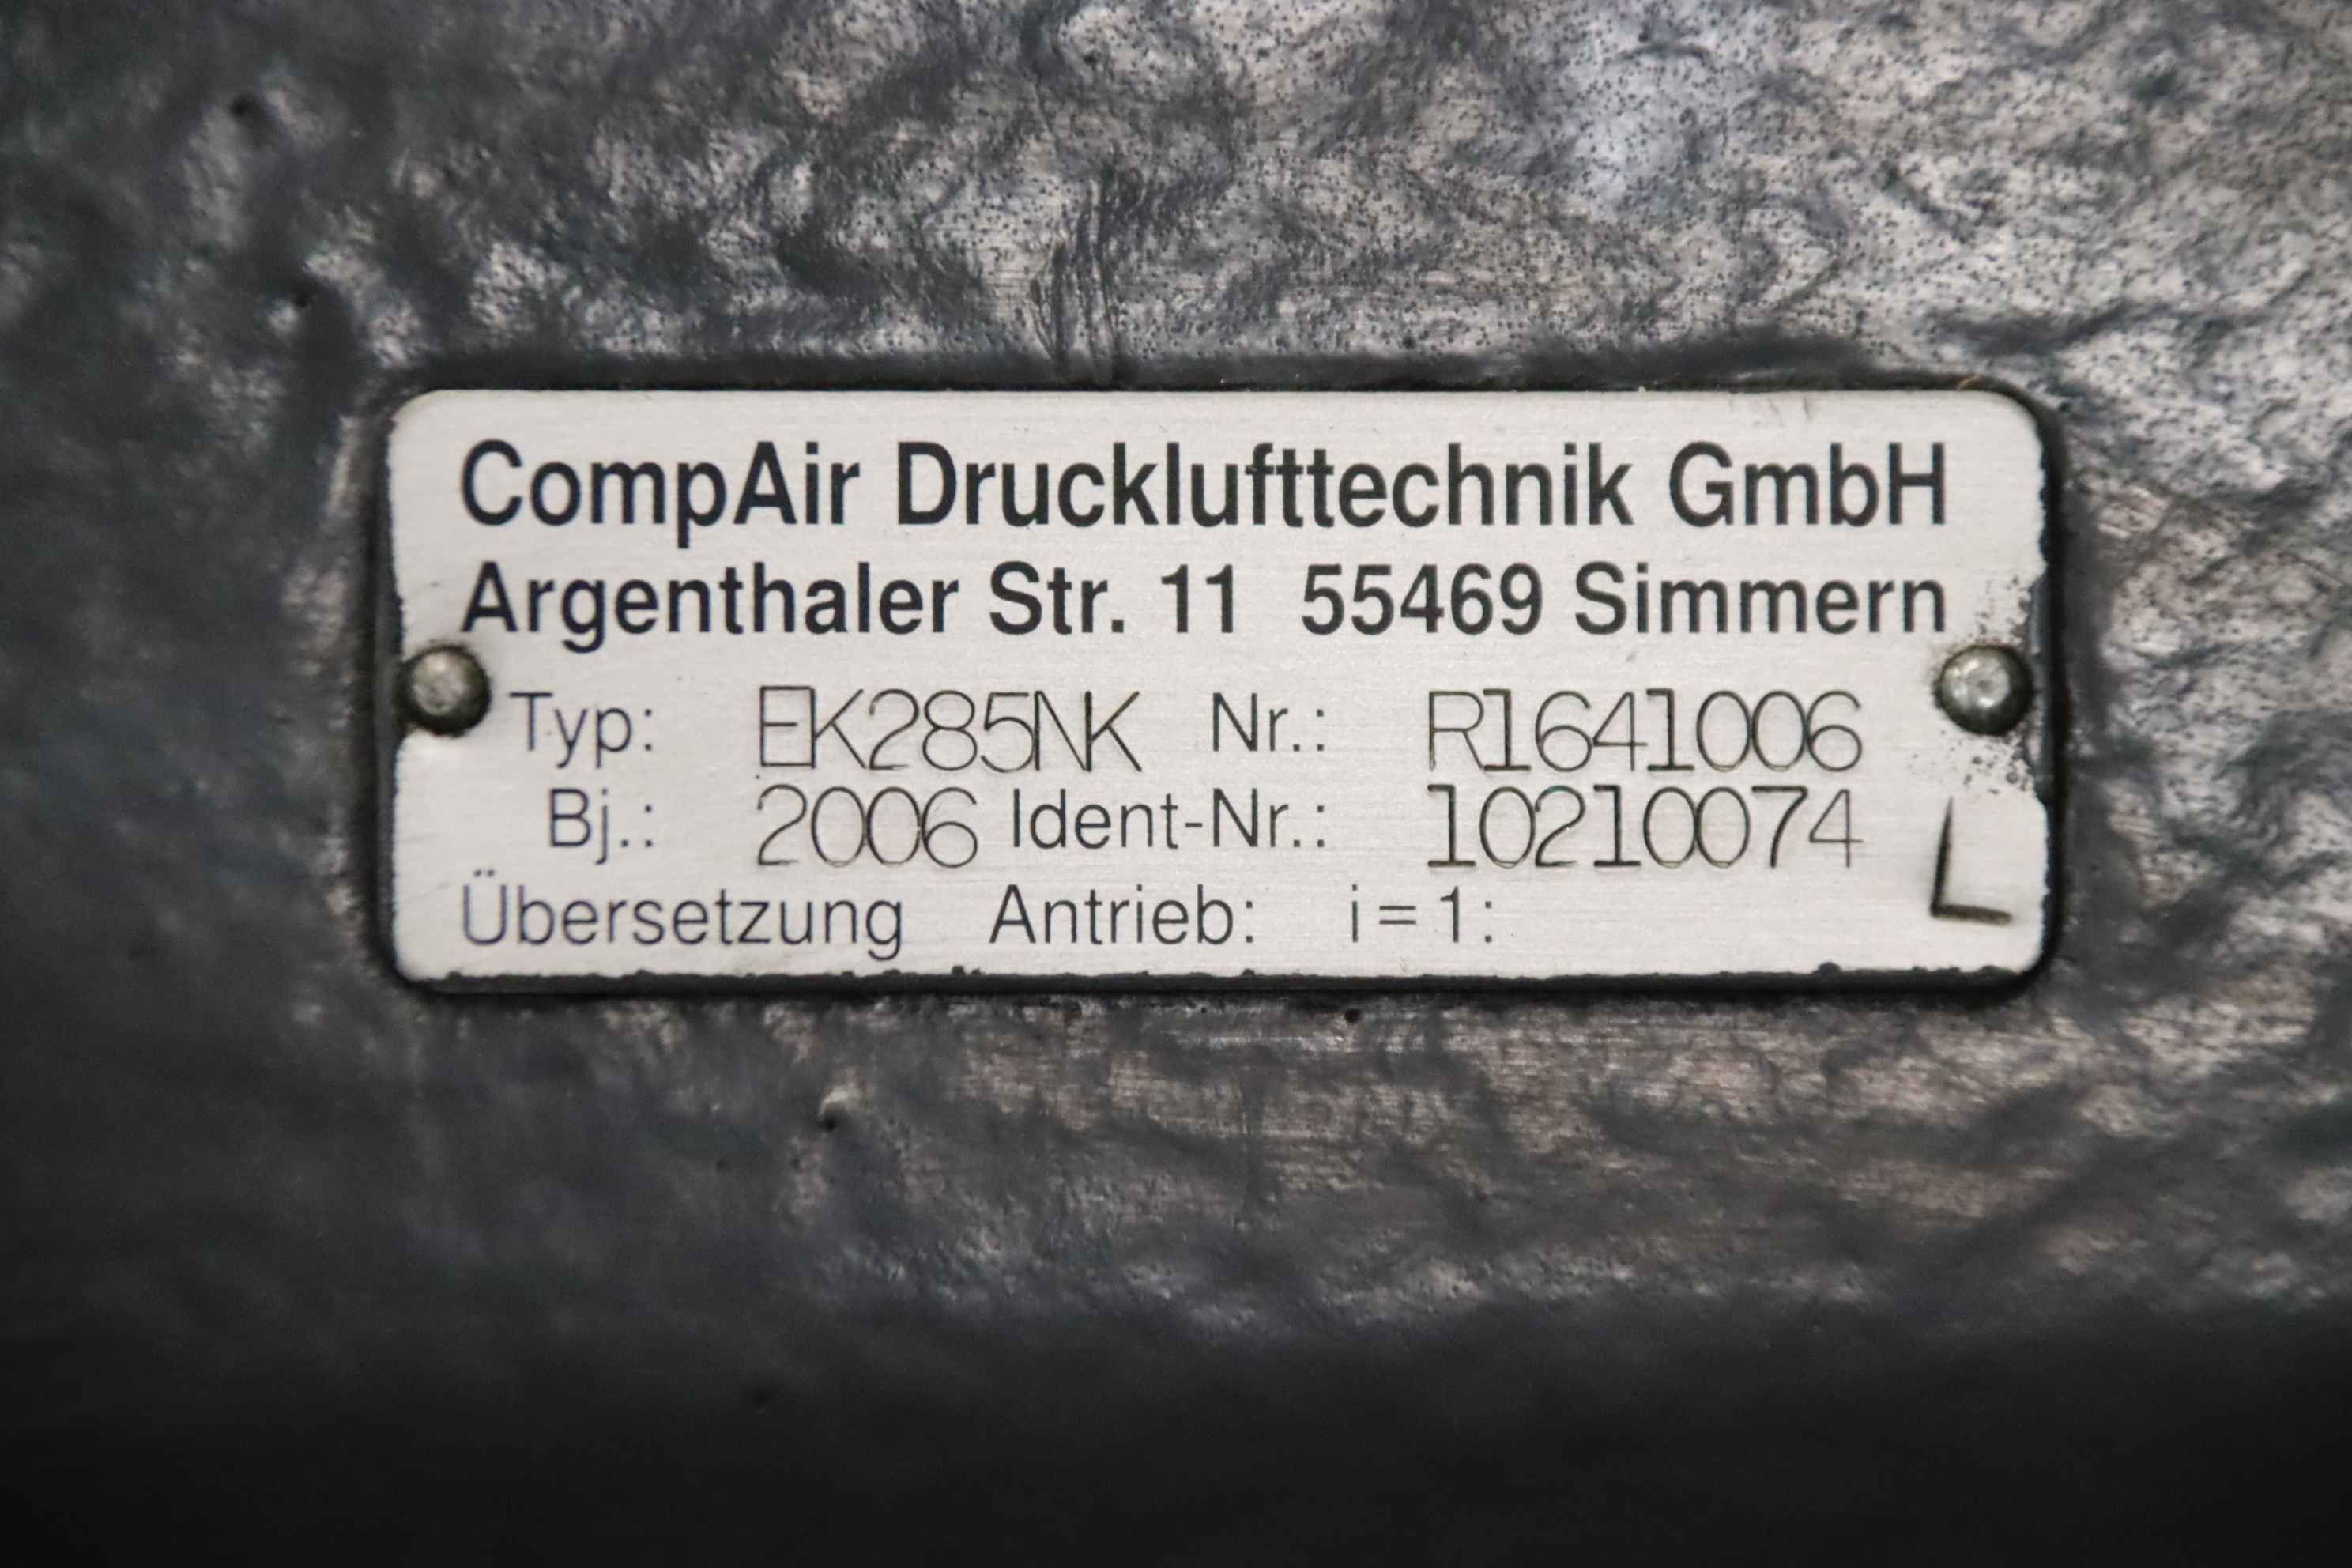 CompAir Drucklufttechnik GmbH
Argenthaler Str. 11 55469 Simmern
Typ: EK285NK Nr.: R1641006
Bj.: 2006 Ident-Nr.: 10210074
L
Übersetzung Antrieb: i=1: